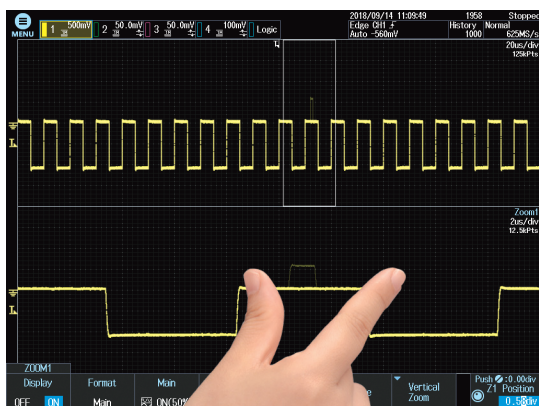 2018/09/14 11:09:49 1958 Stopped
MENU 1 500mV 2 50.0mV 3 50.0mV 4 100mV Logic Edge CH1 History Normal
Auto -560mV 1000 625MS/s
20us/div
125kPts
Zoom1
2us/div
12.5kPts
ZOOM1
Display Format Main Vertical Zoom Push :0.00div
Z1 Position
OFF ON Main ON(50% 0.58div